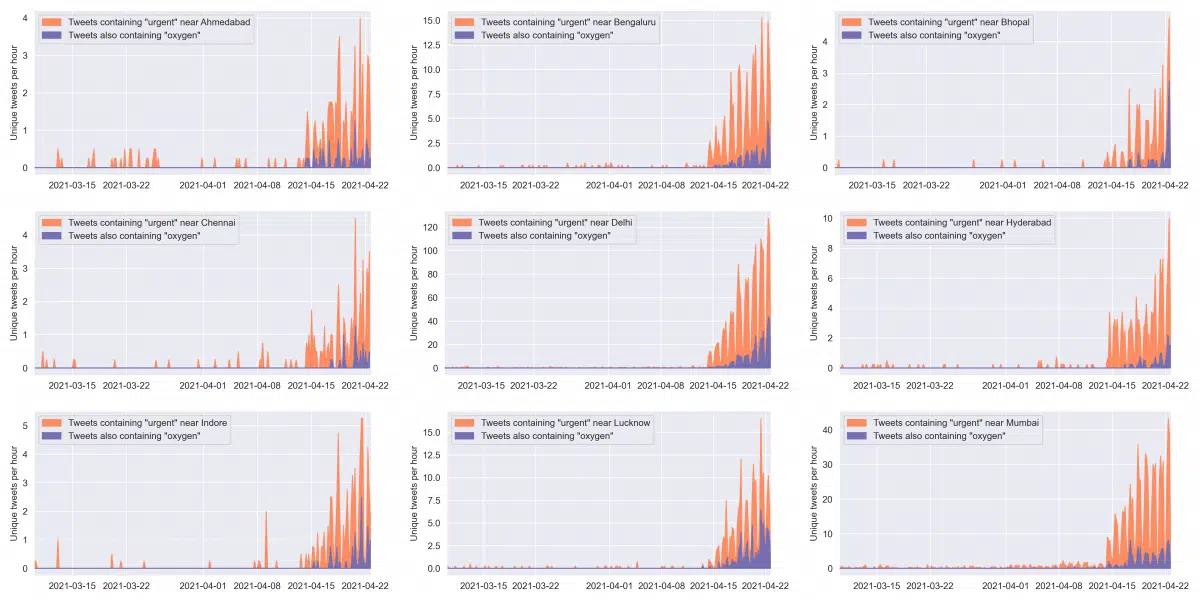 Tweets containing "urgent" near Ahmedabad
Tweets also containing "oxygen"
Unique tweets per hour
4
3
2
1
0
2021-03-15 2021-03-22 2021-04-01 2021-04-08 2021-04-15 2021-04-22
Tweets containing "urgent" near Bengaluru
Tweets also containing "oxygen"
Unique tweets per hour
15.0
12.5
10.0
7.5
5.0
2.5
0.0
2021-03-15 2021-03-22 2021-04-01 2021-04-08 2021-04-15 2021-04-22
Tweets containing "urgent" near Bhopal
Tweets also containing "oxygen"
Unique tweets per hour
4
3
2
1
0
2021-03-15 2021-03-22 2021-04-01 2021-04-08 2021-04-15 2021-04-22
Tweets containing "urgent" near Chennai
Tweets also containing "oxygen"
Unique tweets per hour
4
3
2
1
0
2021-03-15 2021-03-22 2021-04-01 2021-04-08 2021-04-15 2021-04-22
Tweets containing "urgent" near Delhi
Tweets also containing "oxygen"
Unique tweets per hour
120
100
80
60
40
20
0
2021-03-15 2021-03-22 2021-04-01 2021-04-08 2021-04-15 2021-04-22
Tweets containing "urgent" near Hyderabad
Tweets also containing "oxygen"
Unique tweets per hour
10
8
6
4
2
0
2021-03-15 2021-03-22 2021-04-01 2021-04-08 2021-04-15 2021-04-22
Tweets containing "urgent" near Indore
Tweets also containing "oxygen"
Unique tweets per hour
5
4
3
2
1
0
2021-03-15 2021-03-22 2021-04-01 2021-04-08 2021-04-15 2021-04-22
Tweets containing "urgent" near Lucknow
Tweets also containing "oxygen"
Unique tweets per hour
15.0
12.5
10.0
7.5
5.0
2.5
0.0
2021-03-15 2021-03-22 2021-04-01 2021-04-08 2021-04-15 2021-04-22
Tweets containing "urgent" near Mumbai
Tweets also containing "oxygen"
Unique tweets per hour
40
30
20
10
0
2021-03-15 2021-03-22 2021-04-01 2021-04-08 2021-04-15 2021-04-22